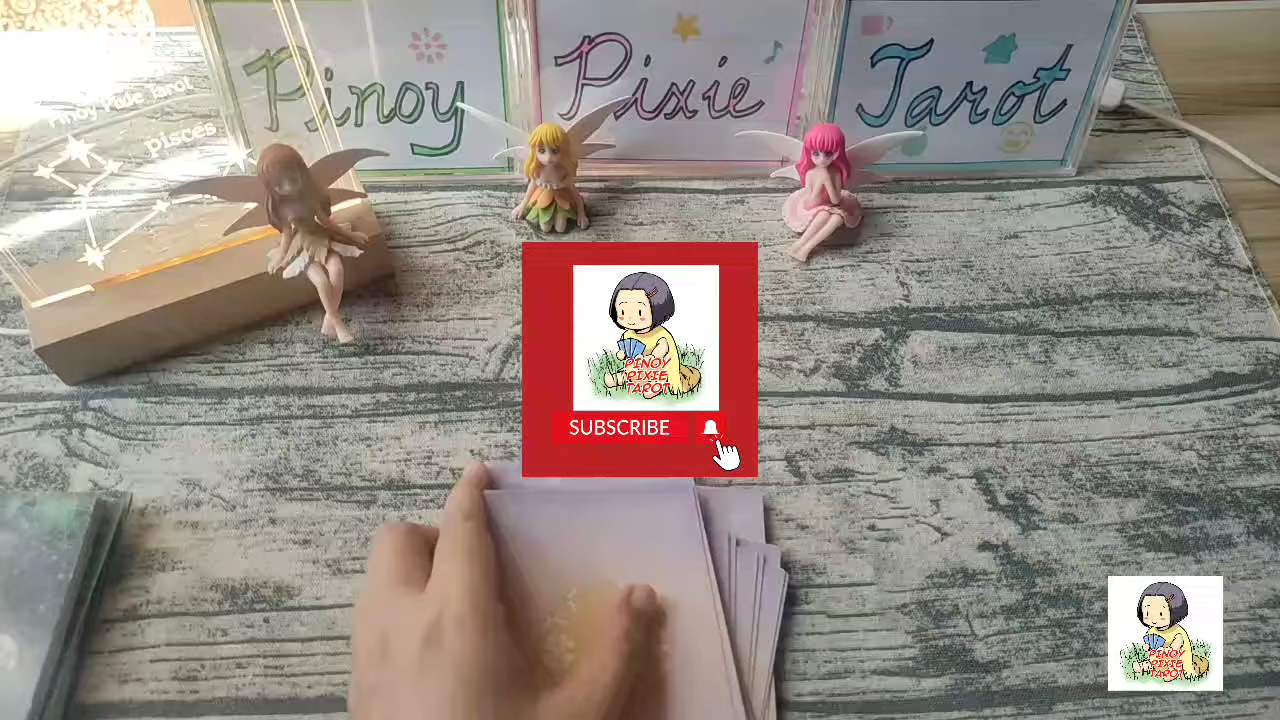 Pinoy
Pixie
Tarot
Pinoy Pixie Tarot
Pisces
PINOY
PIXIE
TAROT
SUBSCRIBE
PINOY
PIXIE
TAROT